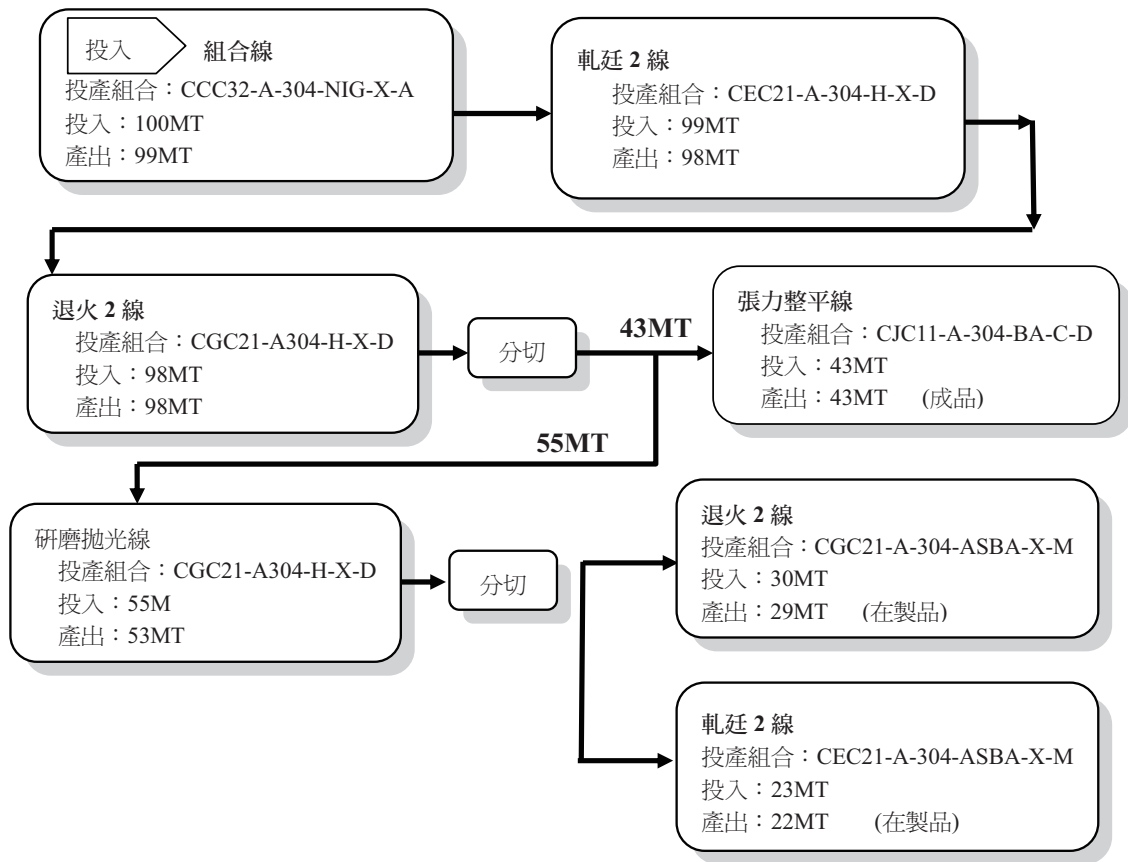 投入 組合線
投產組合：CCC32-A-304-NIG-X-A
投入：100MT
產出：99MT
軋廷 2 線
投產組合：CEC21-A-304-H-X-D
投入：99MT
產出：98MT
退火 2 線
投產組合：CGC21-A304-H-X-D
投入：98MT
產出：98MT
分切
43MT
張力整平線
投產組合：CJC11-A-304-BA-C-D
投入：43MT
產出：43MT (成品)
55MT
研磨拋光線
投產組合：CGC21-A304-H-X-D
投入：55M
產出：53MT
分切
退火 2 線
投產組合：CGC21-A-304-ASBA-X-M
投入：30MT
產出：29MT (在製品)
軋廷 2 線
投產組合：CEC21-A-304-ASBA-X-M
投入：23MT
產出：22MT (在製品)